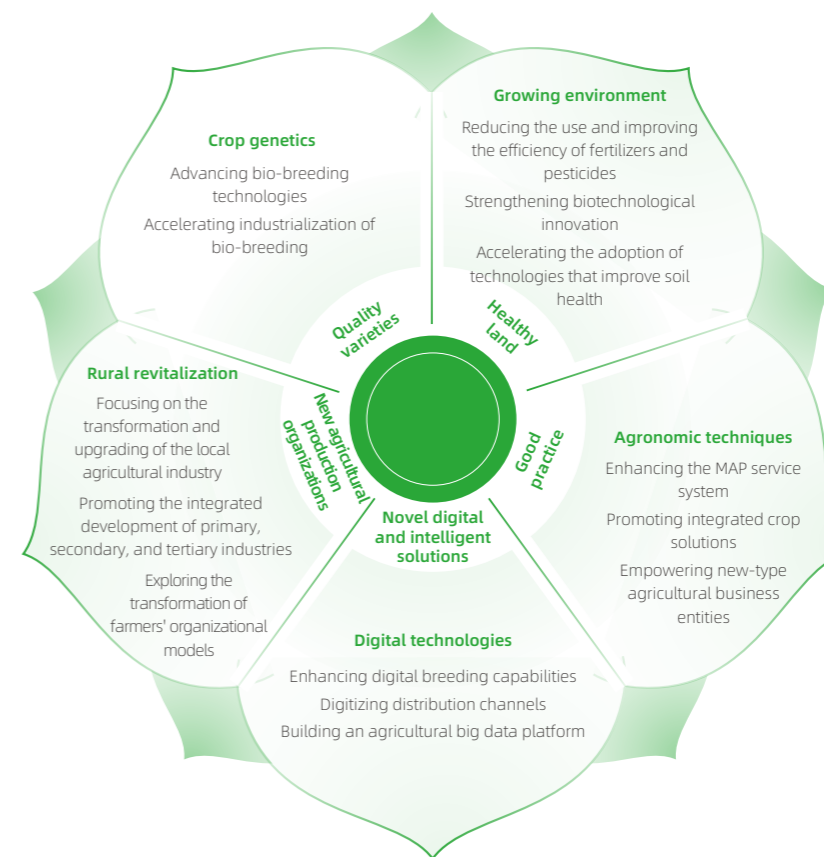 Growing environment
Reducing the use and improving
the efficiency of fertilizers and
pesticides
Strengthening biotechnological
innovation
Accelerating the adoption of
technologies that improve soil
health
Crop genetics
Advancing bio-breeding
technologies
Accelerating industrialization of
bio-breeding
Quality
varieties
Healthy
land
Rural revitalization
Focusing on the
transformation and
upgrading of the local
agricultural industry
Promoting the integrated
development of primary,
secondary, and tertiary industries
Exploring the
transformation of
farmers' organizational
models
New agricultural
production
organizations
Good
practice
Agronomic techniques
Enhancing the MAP service
system
Promoting integrated crop
solutions
Empowering new-type
agricultural business
entities
Novel digital
and intelligent
solutions
Digital technologies
Enhancing digital breeding capabilities
Digitizing distribution channels
Building an agricultural big data platform